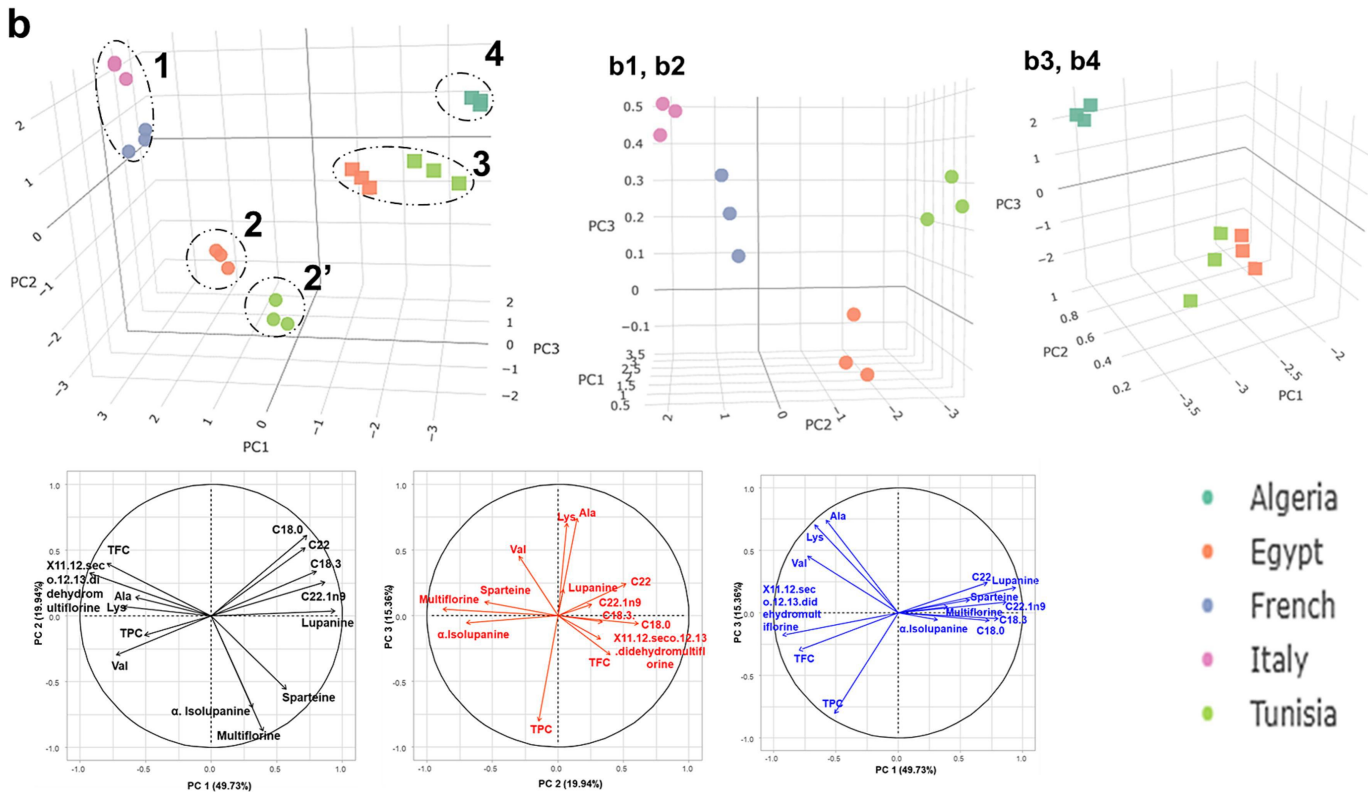 b
1
4
3
2
2’
2
1
0
−1
−2
−3
PC2
3
2
1
0
−1
−2
−3
PC1
2
1
0
−1
−2
PC3
b1, b2
0.5
0.4
0.3
0.2
0.1
0
−0.1
PC3
3.5
2.5
2
1.5
1
0.5
PC1
2
1
0
−1
−2
−3
PC2
b3, b4
2
1
0
−1
−2
PC3
1
0.8
0.6
0.4
0.2
PC2
−3.5
−3
−2.5
−2
PC1
1.0
0.5
0.0
-0.5
-1.0
PC 2 (19.94%)
TFC
X11.12.sec
o.12.13.di
dehydrom
ultiflorine
Ala
Lys
TPC
Val
C18.0
C22
C18.3
C22.1n9
Lupanine
Sparteine
α. Isolupanine
Multiflorine
-1.0
-0.5
0.0
0.5
1.0
PC 1 (49.73%)
1.0
0.5
0.0
-0.5
-1.0
PC 3 (15.36%)
Lys
Ala
Val
Sparteine
Lupanine
C22
Multiflorine
C22.1n9
C18.3.
C18.0
α.Isolupanine
X11.12.seco.12.13
.didehydromultifl
orine
TFC
TPC
-1.0
-0.5
0.0
0.5
1.0
PC 2 (19.94%)
1.0
0.5
0.0
-0.5
-1.0
PC 3 (15.36%)
Ala
Lys
Val
X11.12.sec
o.12.13.did
ehydromult
iflorine
TFC
TPC
C22
Lupanine
Sparteine
C22.1n9
Multiflorine
C18.3
C18.0
α.Isolupanine
-1.0
-0.5
0.0
0.5
1.0
PC 1 (49.73%)
Algeria
Egypt
French
Italy
Tunisia